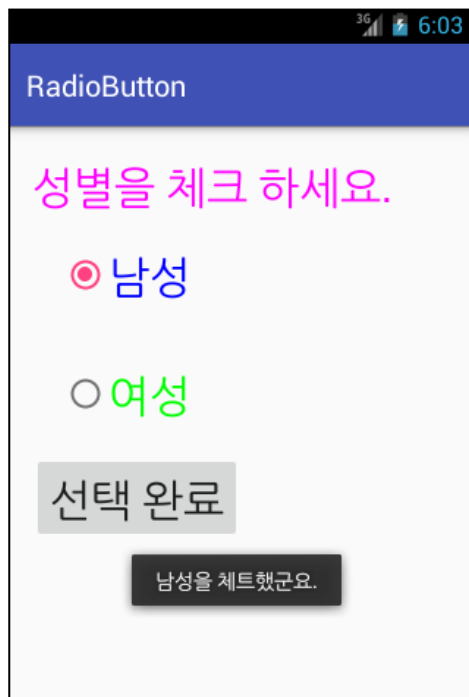 3G 6:03
RadioButton
성별을 체크 하세요.
남성
여성
선택 완료
남성을 체트했군요.